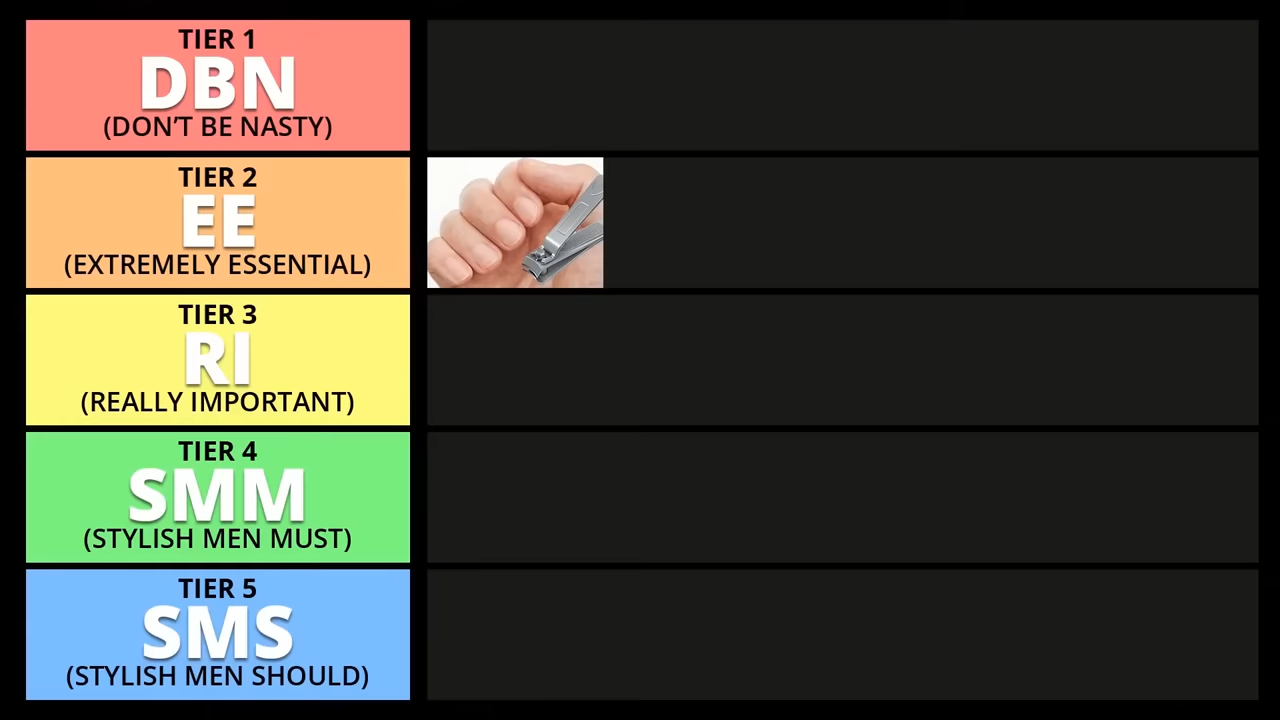 TIER 1
DBN
(DON'T BE NASTY)
TIER 2
EE
(EXTREMELY ESSENTIAL)
TIER 3
RI
(REALLY IMPORTANT)
TIER 4
SMM
(STYLISH MEN MUST)
TIER 5
SMS
(STYLISH MEN SHOULD)